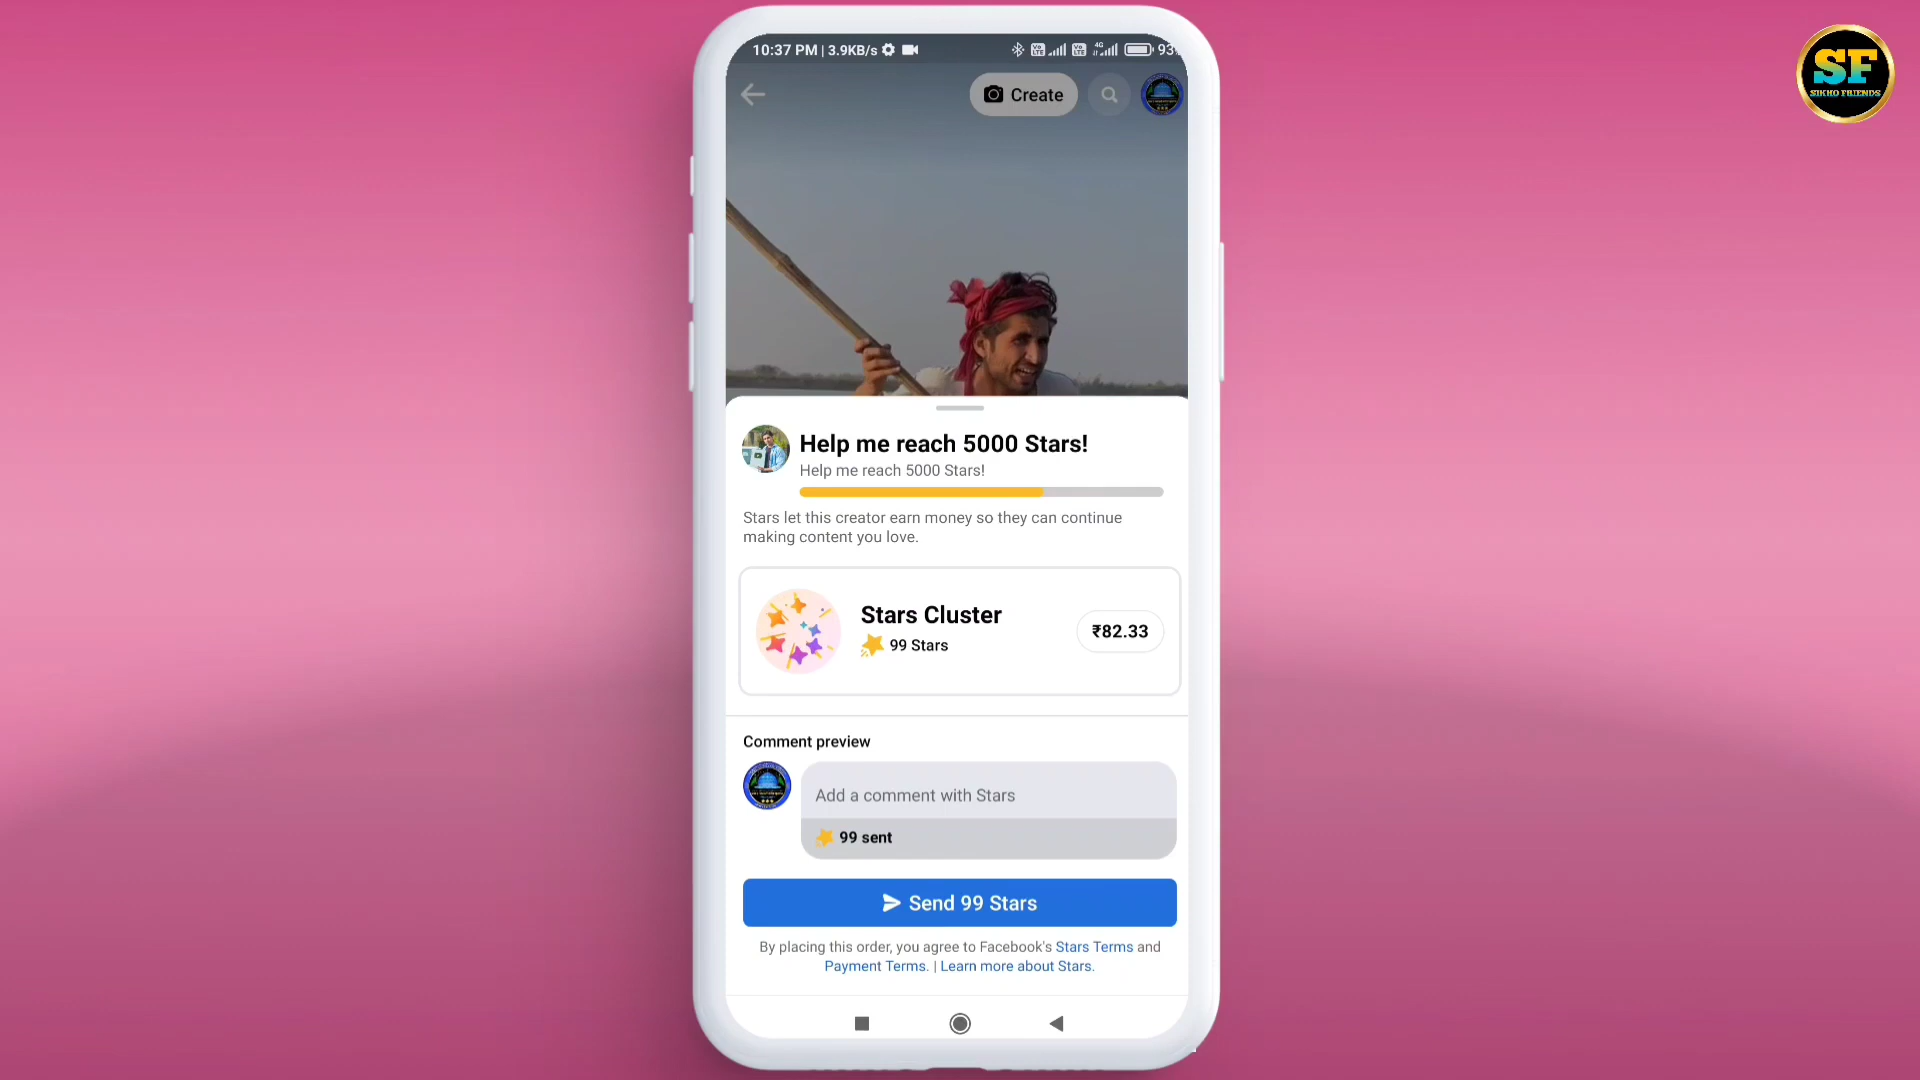 10:37 PM | 3.9KB/s
4G
93
SF
SIKHO FRIENDS
Create
Help me reach 5000 Stars!
Help me reach 5000 Stars!
Stars let this creator earn money so they can continue
making content you love.
Stars Cluster
99 Stars
₹82.33
Comment preview
Add a comment with Stars
99 sent
Send 99 Stars
By placing this order, you agree to Facebook's Stars Terms and
Payment Terms. | Learn more about Stars.